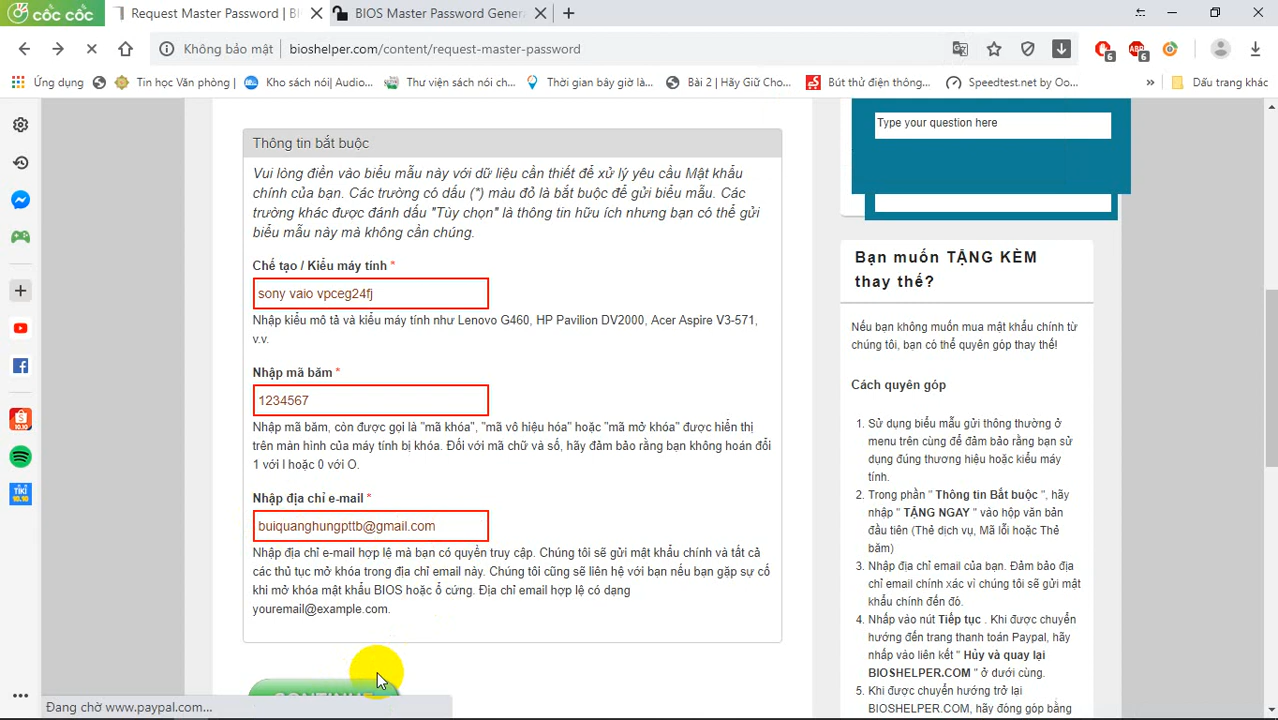 cốc cốc
Request Master Password | BI
BIOS Master Password Genera
Không bảo mật
bioshelper.com/content/request-master-password
6
6
Ứng dụng
Tin học Văn phòng |
Kho sách nói| Audio...
Thư viện sách nói ch...
Thời gian bây giờ là...
Bài 2 | Hãy Giữ Cho...
Bút thử điện thông...
Speedtest.net by Oo...
»
Dấu trang khác
Thông tin bắt buộc
Vui lòng điền vào biểu mẫu này với dữ liệu cần thiết để xử lý yêu cầu Mật khẩu
chính của bạn. Các trường có dấu (*) màu đỏ là bắt buộc để gửi biểu mẫu. Các
trường khác được đánh dấu "Tùy chọn" là thông tin hữu ích nhưng bạn có thể gửi
biểu mẫu này mà không cần chúng.
Chế tạo / Kiểu máy tính *
sony vaio vpceg24fj
Nhập kiểu mô tả và kiểu máy tính như Lenovo G460, HP Pavilion DV2000, Acer Aspire V3-571,
v.v.
Nhập mã băm *
1234567
Nhập mã băm, còn được gọi là "mã khóa", "mã vô hiệu hóa" hoặc "mã mở khóa" được hiển thị
trên màn hình của máy tính bị khóa. Đối với mã chữ và số, hãy đảm bảo rằng bạn không hoán đổi
1 với I hoặc 0 với O.
Nhập địa chỉ e-mail *
buiquanghungpttb@gmail.com
Nhập địa chỉ e-mail hợp lệ mà bạn có quyền truy cập. Chúng tôi sẽ gửi mật khẩu chính và tất cả
các thủ tục mở khóa trong địa chỉ email này. Chúng tôi cũng sẽ liên hệ với bạn nếu bạn gặp sự cố
khi mở khóa mật khẩu BIOS hoặc ổ cứng. Địa chỉ email hợp lệ có dạng
youremail@example.com.
CONTINUE
Đang chờ www.paypal.com...
10.10
TIKI
10.10
Type your question here
Bạn muốn TẶNG KÈM
thay thế?
Nếu bạn không muốn mua mật khẩu chính từ
chúng tôi, bạn có thể quyên góp thay thế!
Cách quyên góp
1. Sử dụng biểu mẫu gửi thông thường ở
menu trên cùng để đảm bảo rằng bạn sử
dụng đúng thương hiệu hoặc kiểu máy
tính.
2. Trong phần " Thông tin Bắt buộc ", hãy
nhập " TẶNG NGAY " vào hộp văn bản
đầu tiên (Thẻ dịch vụ, Mã lỗi hoặc Thẻ
băm)
3. Nhập địa chỉ email của bạn. Đảm bảo địa
chỉ email chính xác vì chúng tôi sẽ gửi mật
khẩu chính đến đó.
4. Nhấp vào nút Tiếp tục . Khi được chuyển
hướng đến trang thanh toán Paypal, hãy
nhấp vào liên kết " Hủy và quay lại
BIOSHELPER.COM " ở dưới cùng.
5. Khi được chuyển hướng trở lại
BIOSHELPER.COM, hãy đóng góp bằng